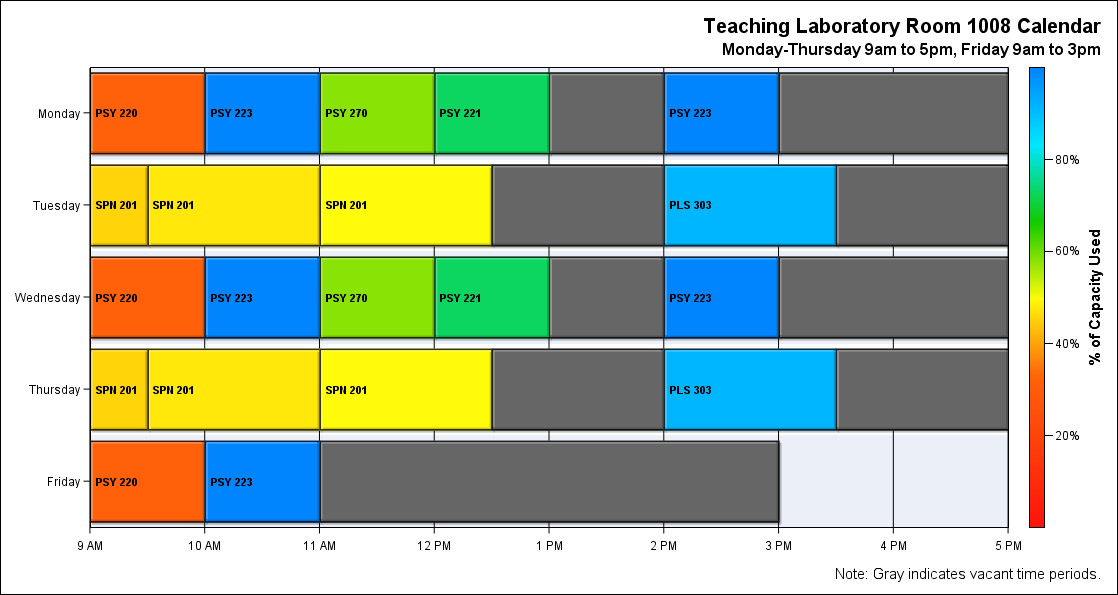 Teaching Laboratory Room 1008 Calendar
Monday-Thursday 9am to 5pm, Friday 9am to 3pm
Monday
PSY 220
PSY 223
PSY 270
PSY 221
PSY 223
Tuesday
SPN 201
SPN 201
SPN 201
PLS 303
Wednesday
PSY 220
PSY 223
PSY 270
PSY 221
PSY 223
Thursday
SPN 201
SPN 201
SPN 201
PLS 303
Friday
PSY 220
PSY 223
9 AM
10 AM
11 AM
12 PM
1 PM
2 PM
3 PM
4 PM
5 PM
80%
60%
40%
20%
% of Capacity Used
Note: Gray indicates vacant time periods.